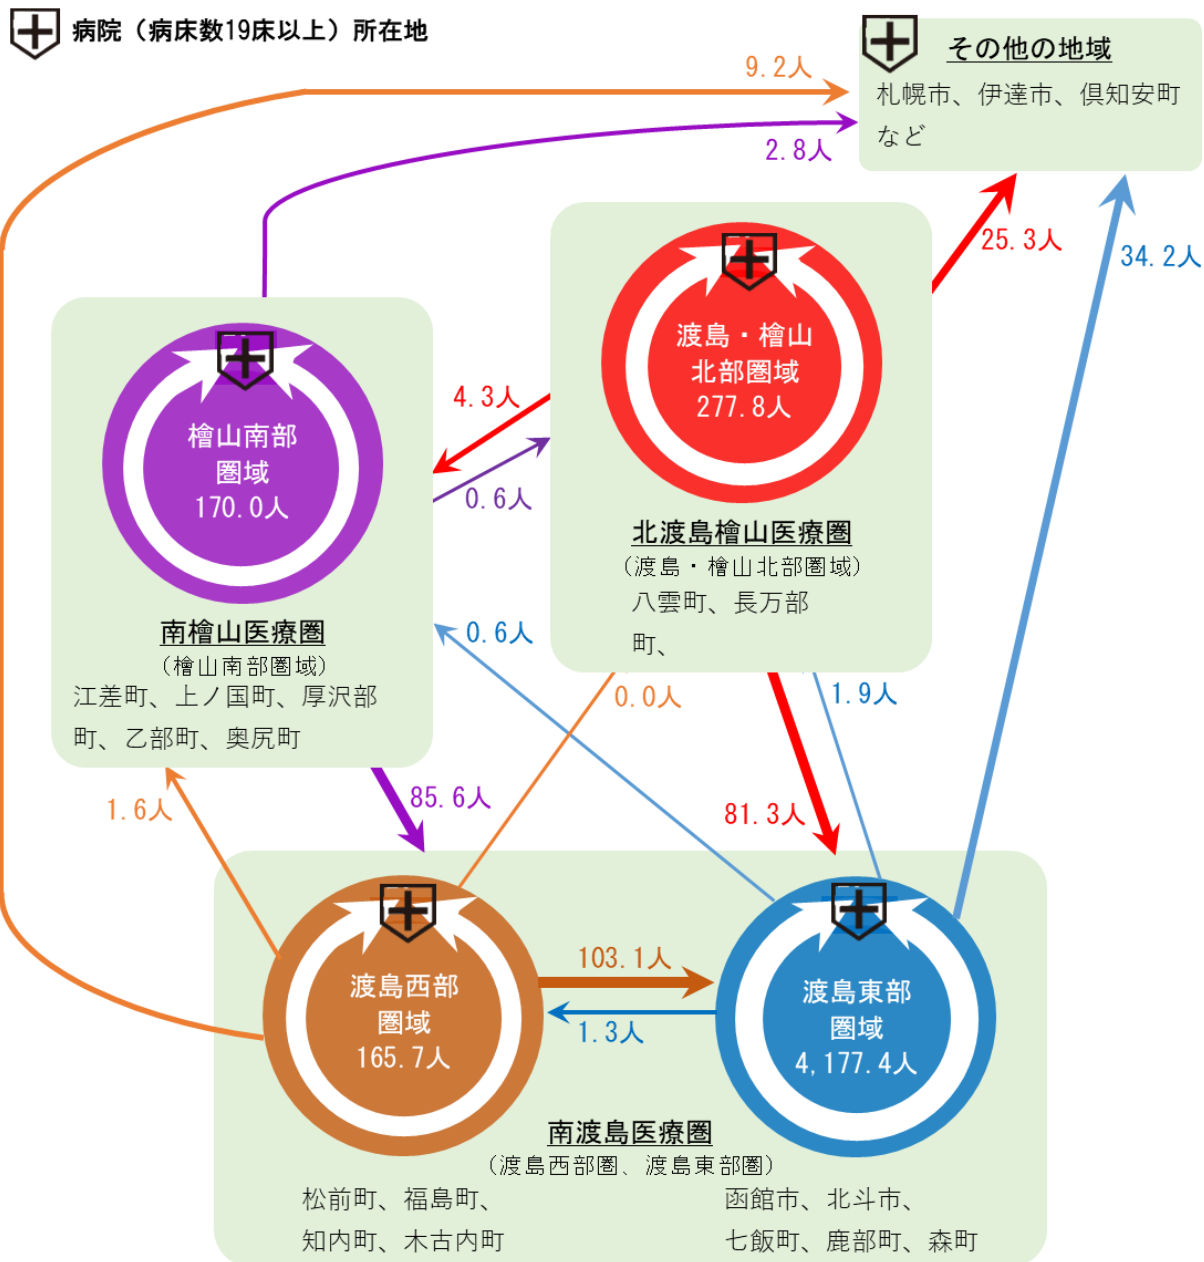 病院（病床数19床以上）所在地
その他の地域
札幌市、伊達市、倶知安町
など
9.2人
2.8人
25.3人
34.2人
渡島・檜山
北部圏域
277.8人
北渡島檜山医療圏
（渡島・檜山北部圏域）
八雲町、長万部
町、
4.3人
0.6人
檜山南部
圏域
170.0人
南檜山医療圏
（檜山南部圏域）
江差町、上ノ国町、厚沢部
町、乙部町、奥尻町
0.6人
0.0人
1.9人
1.6人
85.6人
81.3人
渡島西部
圏域
165.7人
103.1人
1.3人
渡島東部
圏域
4,177.4人
南渡島医療圏
（渡島西部圏、渡島東部圏）
松前町、福島町、
知内町、木古内町
函館市、北斗市、
七飯町、鹿部町、森町